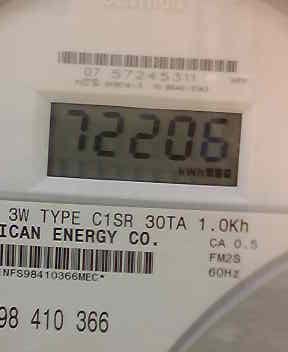 07 57245311
72206
kWh
3W TYPE C1SR 30TA 1.0Kh
ICAN ENERGY CO.
CA 0.5
FM2S
60Hz
NFS98410366MEC*
98 410 366